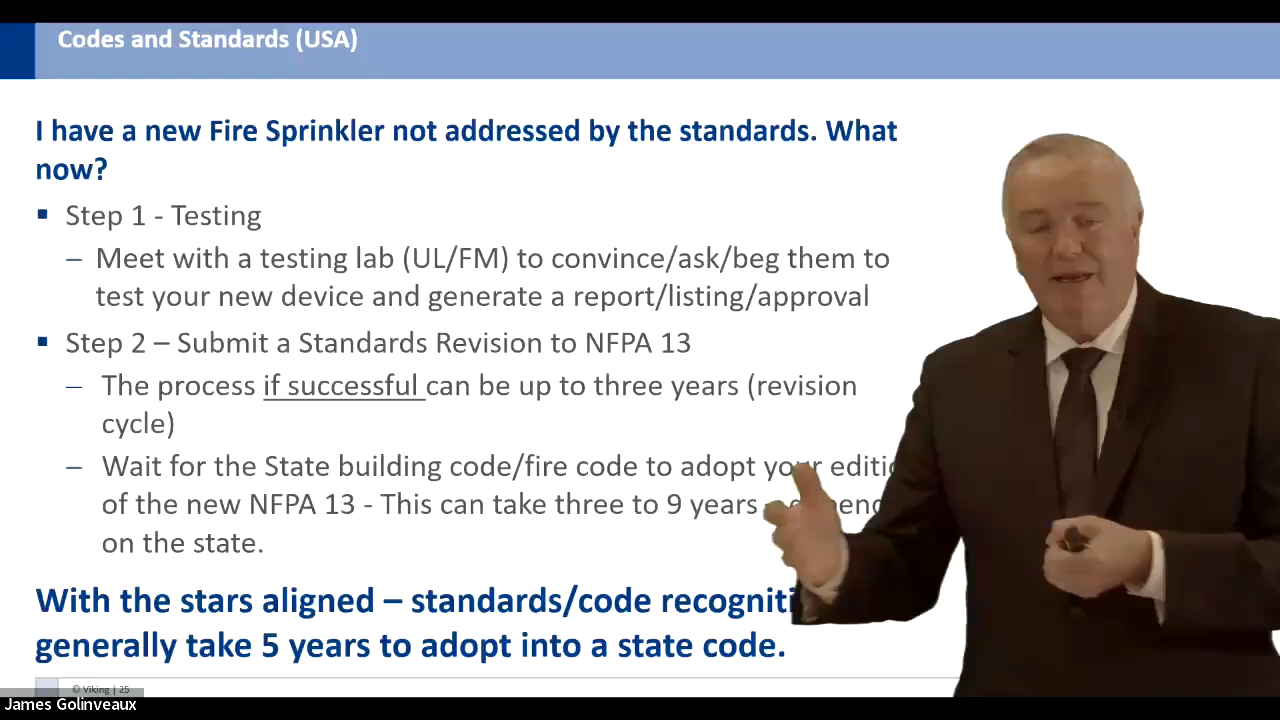 Codes and Standards (USA)
I have a new Fire Sprinkler not addressed by the standards. What
now?
▪ Step 1 - Testing
– Meet with a testing lab (UL/FM) to convince/ask/beg them to
test your new device and generate a report/listing/approval
▪ Step 2 – Submit a Standards Revision to NFPA 13
– The process if successful can be up to three years (revision
cycle)
– Wait for the State building code/fire code to adopt your
of the new NFPA 13 - This can take three to 9 years
on the state.
With the stars aligned – standards/code
generally take 5 years to adopt into a state code.
© Viking | 25
James Golinveaux